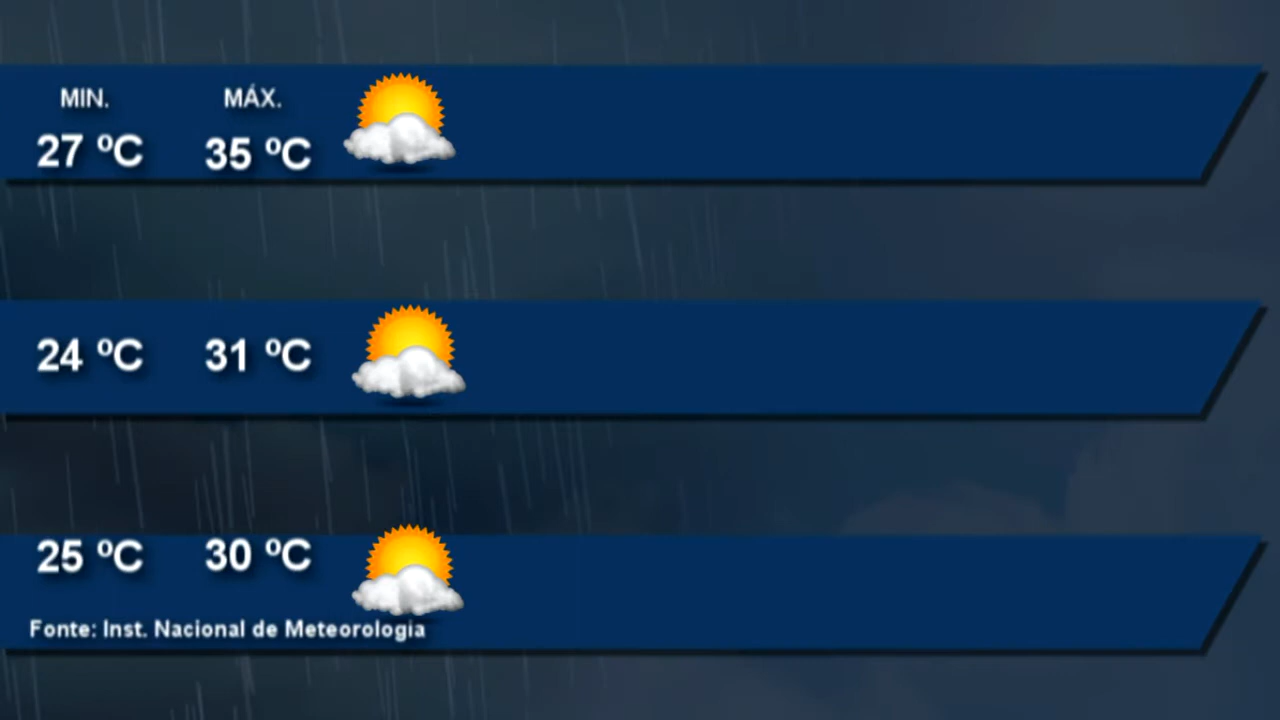 MIN. MÁX.
27 ºC 35 ºC
24 ºC 31 ºC
25 ºC 30 ºC
Fonte: Inst. Nacional de Meteorologia